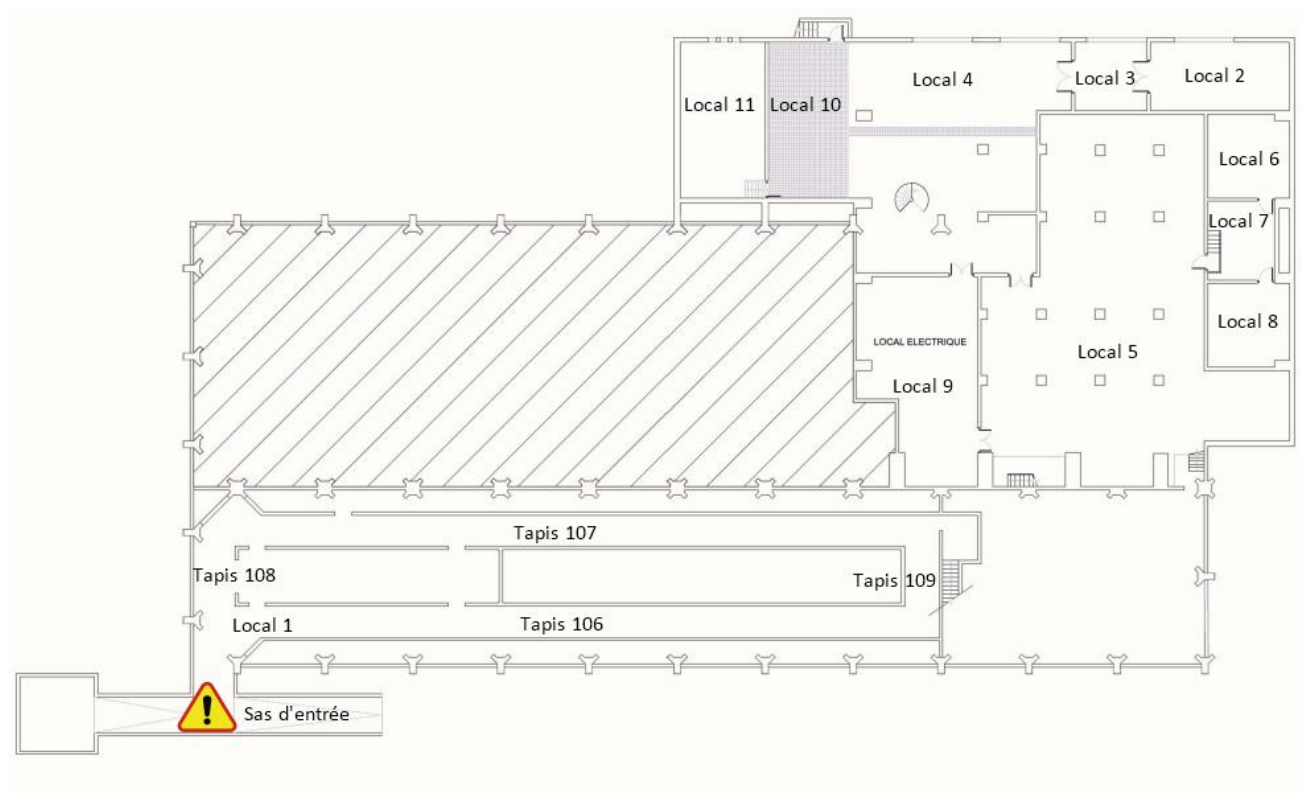 Local 11
Local 10
Local 4
Local 3
Local 2
Local 6
Local 7
Local 8
LOCAL ELECTRIQUE
Local 9
Local 5
Tapis 107
Tapis 108
Tapis 109
Local 1
Tapis 106
Sas d'entrée